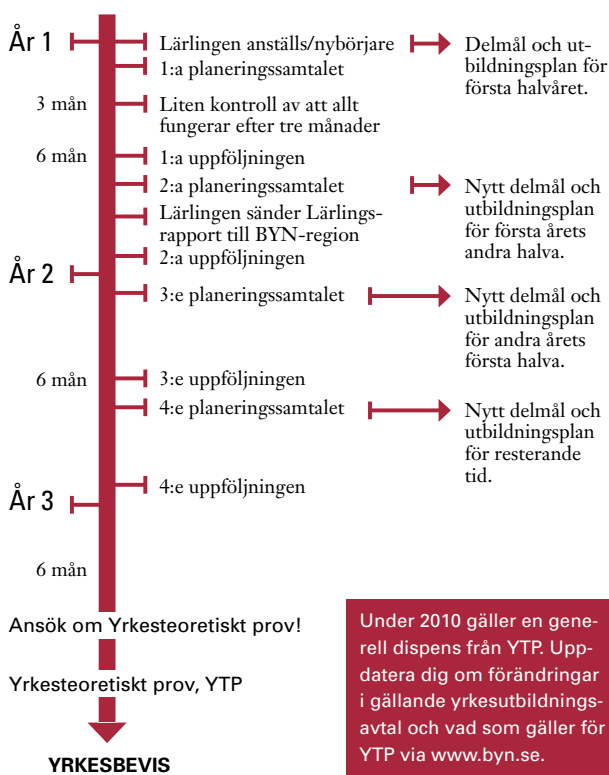 År 1
Lärlingen anställs/nybörjare
Delmål och ut-
bildningsplan för
första halvåret.
1:a planeringssamtalet
3 mån
Liten kontroll av att allt
fungerar efter tre månader
6 mån
1:a uppföljningen
2:a planeringssamtalet
Nytt delmål och
utbildningsplan
för första årets
andra halva.
Lärlingen sänder Lärlings-
rapport till BYN-region
2:a uppföljningen
År 2
3:e planeringssamtalet
Nytt delmål och
utbildningsplan
för andra årets
första halva.
6 mån
3:e uppföljningen
4:e planeringssamtalet
Nytt delmål och
utbildningsplan
för resterande
tid.
4:e uppföljningen
År 3
6 mån
Ansök om Yrkesteoretiskt prov!
Yrkesteoretiskt prov, YTP
YRKESBEVIS
Under 2010 gäller en gene-
rell dispens från YTP. Upp-
datera dig om förändringar
i gällande yrkesutbildnings-
avtal och vad som gäller för
YTP via www.byn.se.